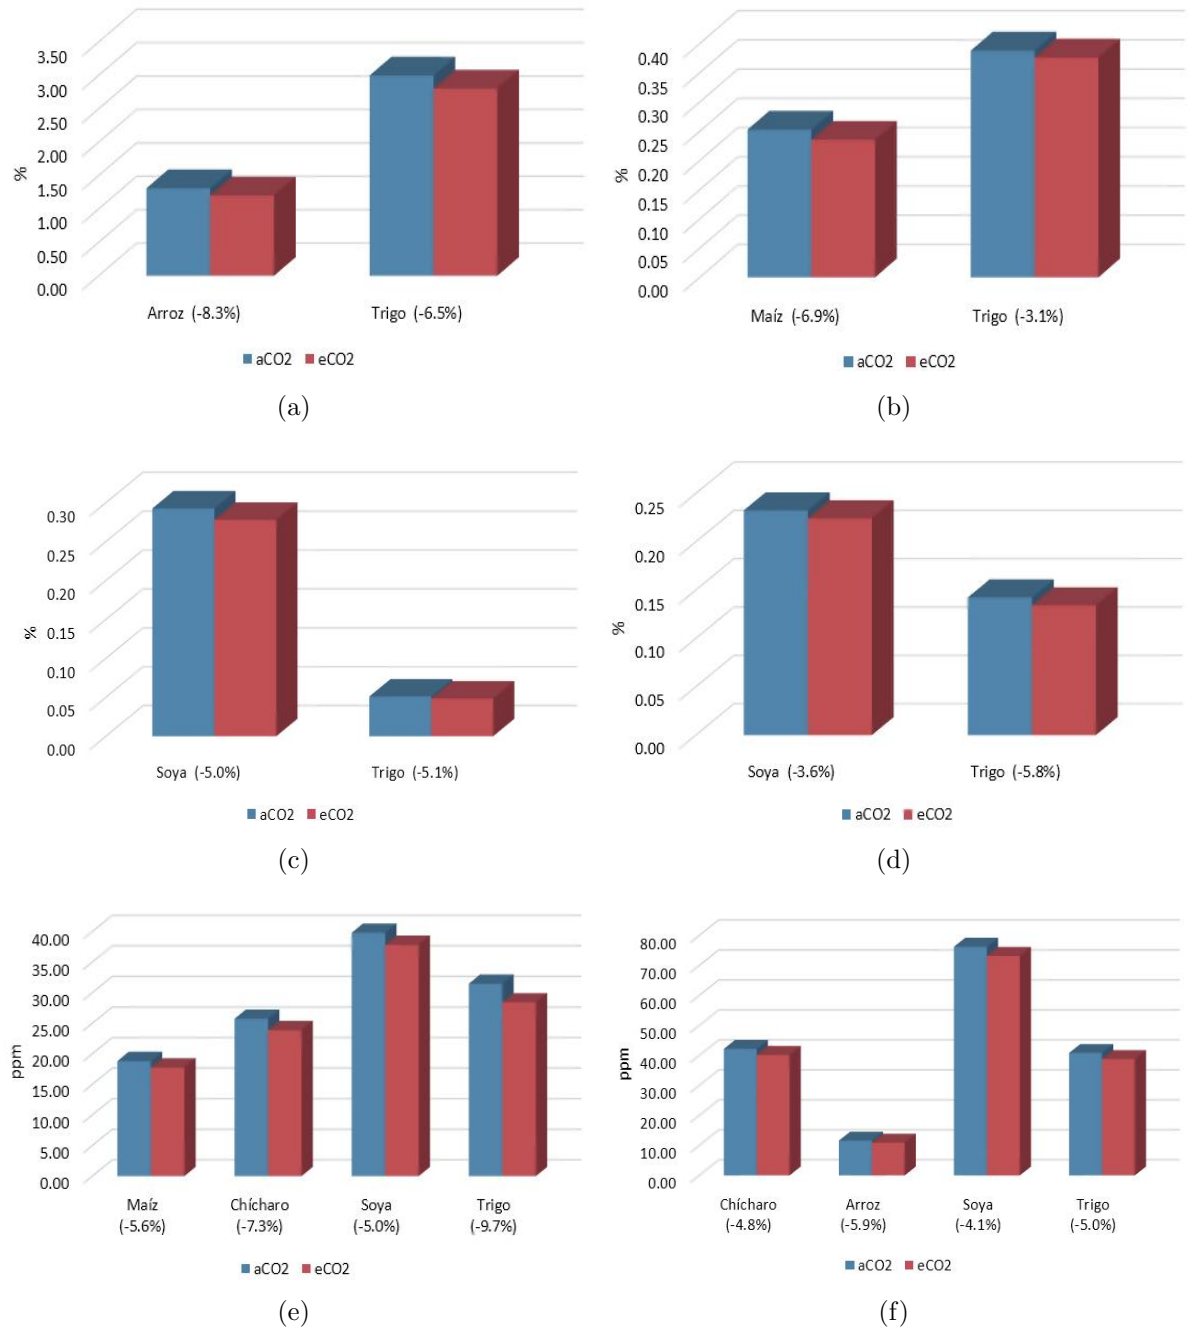 3.50
3.00
2.50
2.00
1.50
1.00
0.50
0.00
%
Arroz (-8.3%)
Trigo (-6.5%)
aCO2 eCO2
(a)
0.40
0.35
0.30
0.25
0.20
0.15
0.10
0.05
0.00
%
Maíz (-6.9%)
Trigo (-3.1%)
aCO2 eCO2
(b)
0.30
0.25
0.20
0.15
0.10
0.05
0.00
%
Soya (-5.0%)
Trigo (-5.1%)
aCO2 eCO2
(c)
0.25
0.20
0.15
0.10
0.05
0.00
%
Soya (-3.6%)
Trigo (-5.8%)
aCO2 eCO2
(d)
40.00
35.00
30.00
25.00
20.00
15.00
10.00
5.00
0.00
ppm
Maíz Chícharo Soya Trigo
(-5.6%) (-7.3%) (-5.0%) (-9.7%)
aCO2 eCO2
(e)
80.00
70.00
60.00
50.00
40.00
30.00
20.00
10.00
0.00
ppm
Chícharo Arroz Soya Trigo
(-4.8%) (-5.9%) (-4.1%) (-5.0%)
aCO2 eCO2
(f)